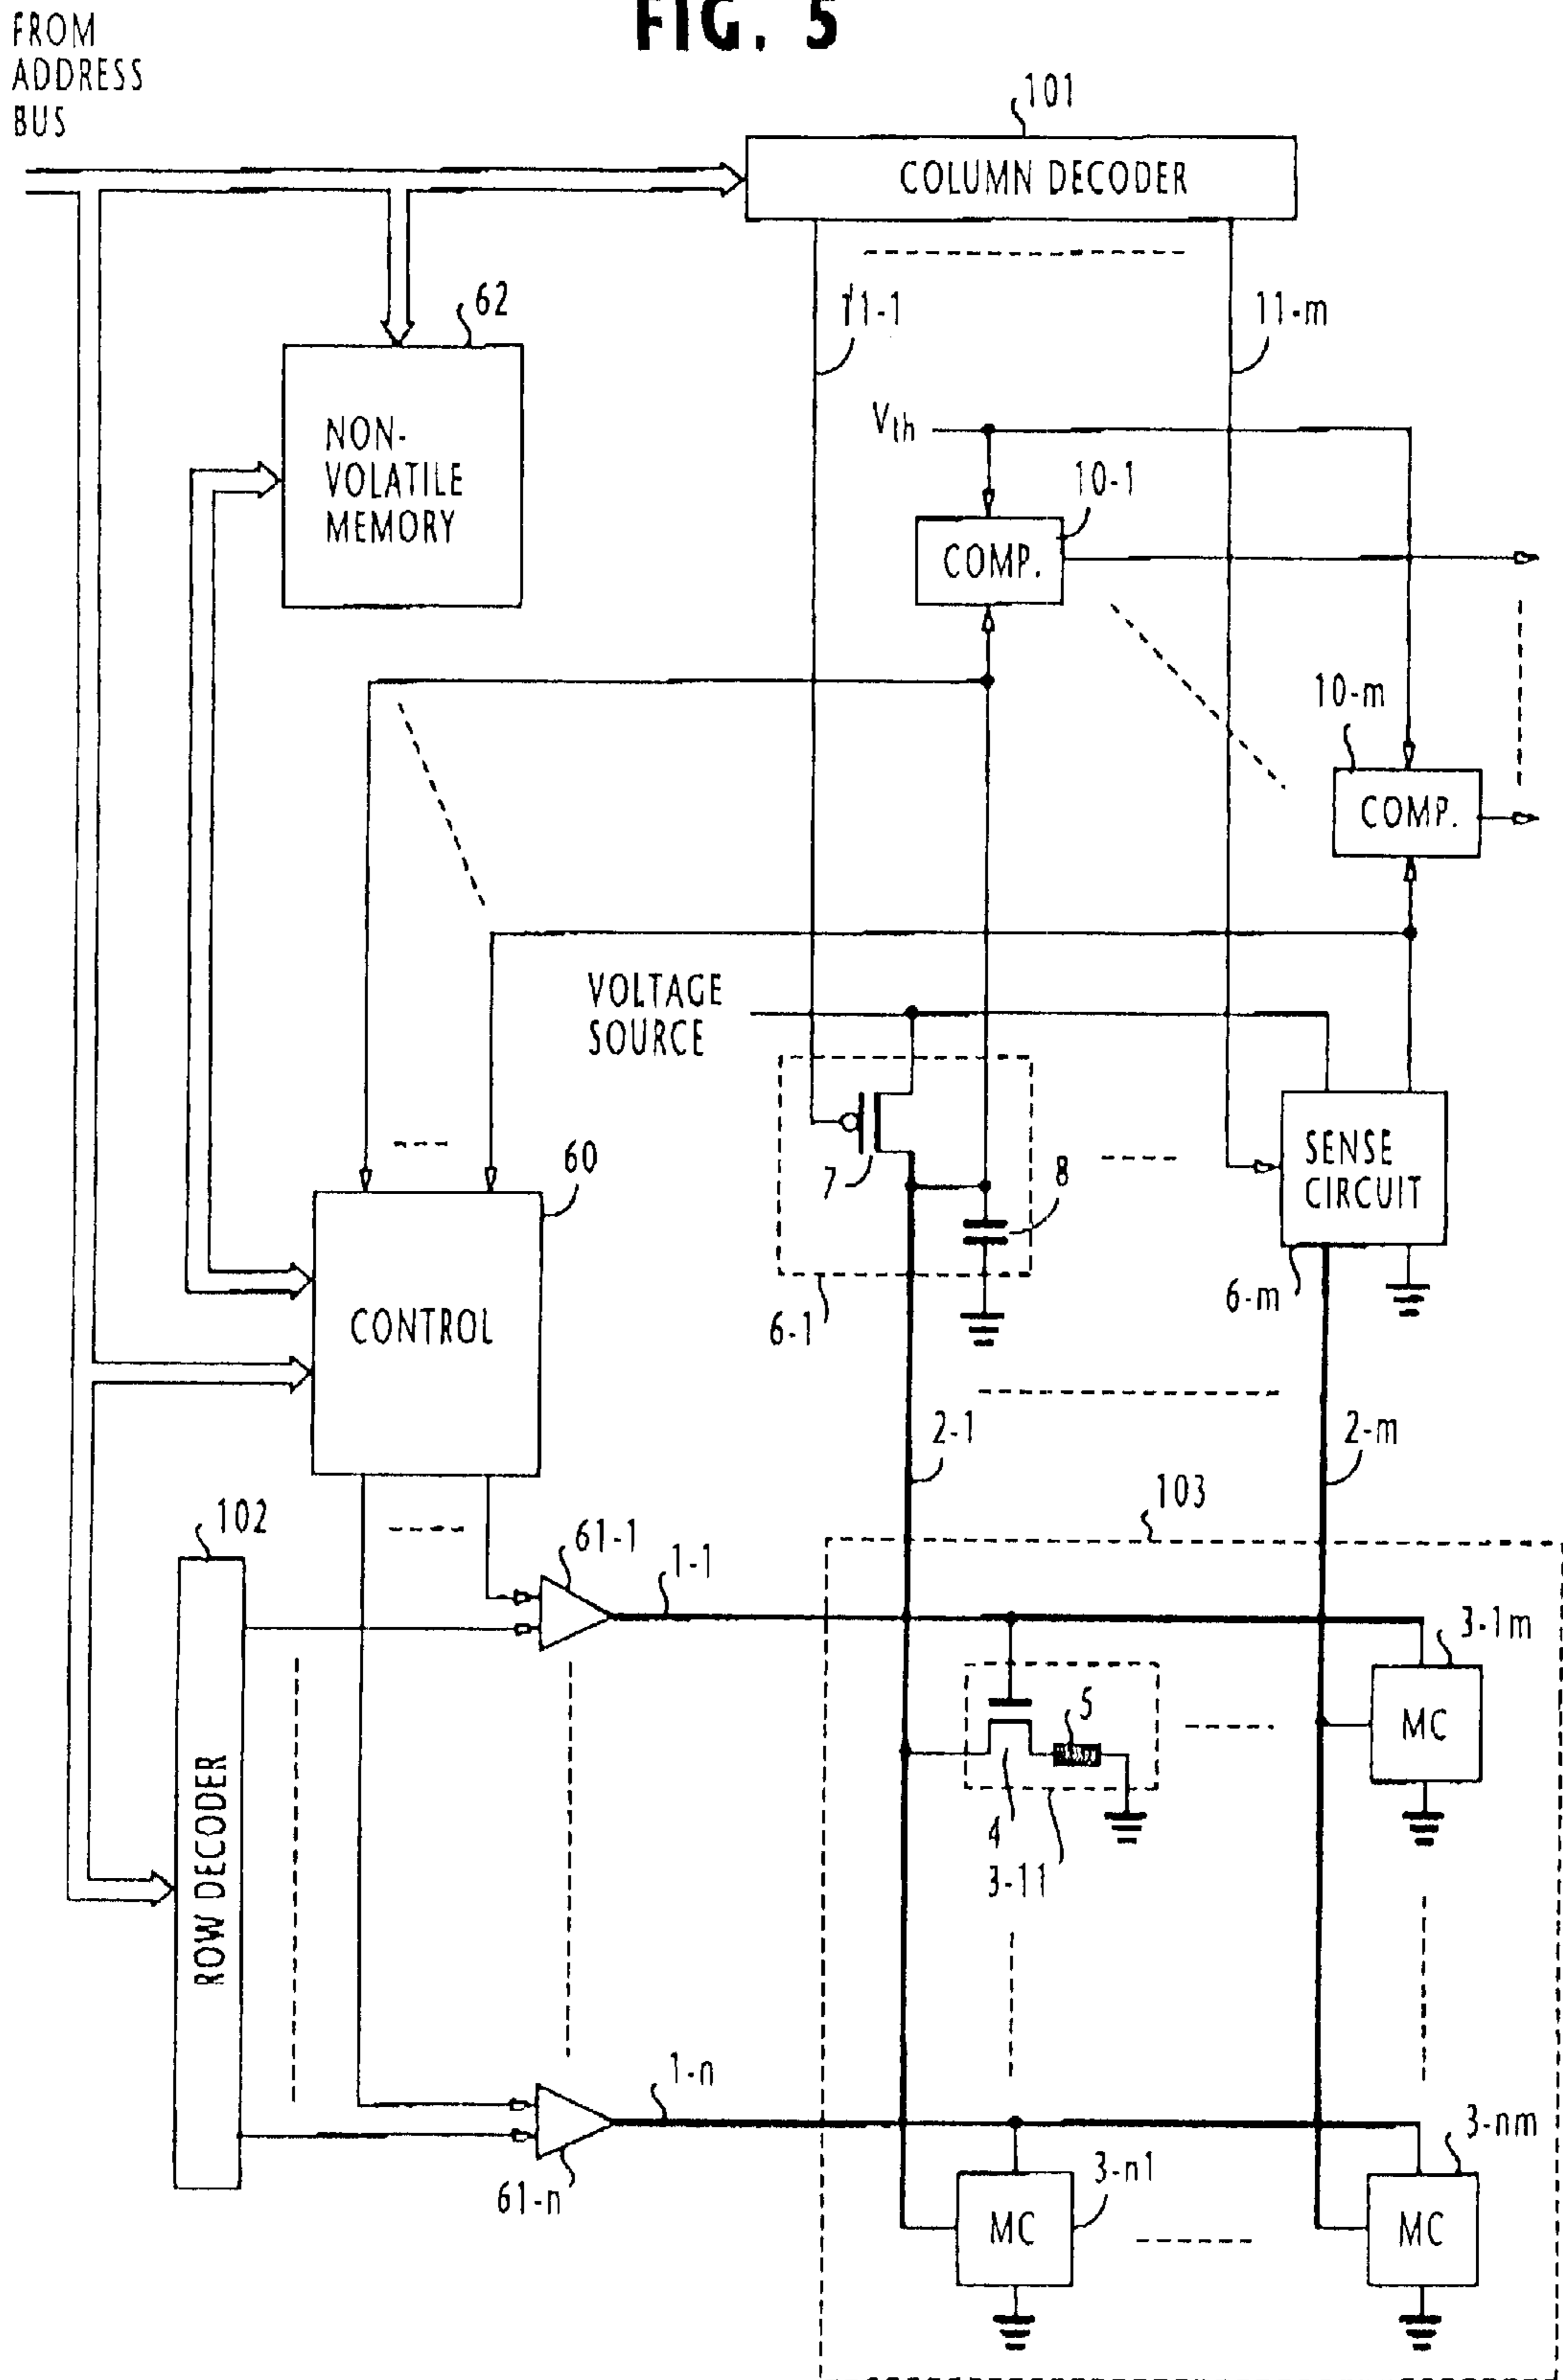 FIG. 5
FROM
ADDRESS
BUS
101
COLUMN DECODER
62
11-1
11-m
NON-
VOLATILE
MEMORY
Vth
10-1
COMP.
10-m
COMP.
VOLTAGE
SOURCE
60
7
8
SENSE
CIRCUIT
6-1
6-m
CONTROL
2-1
2-m
103
102
61-1
1-1
3-1m
5
MC
4
3-11
ROW DECODER
1-n
3-nm
61-n
3-n1
MC
MC